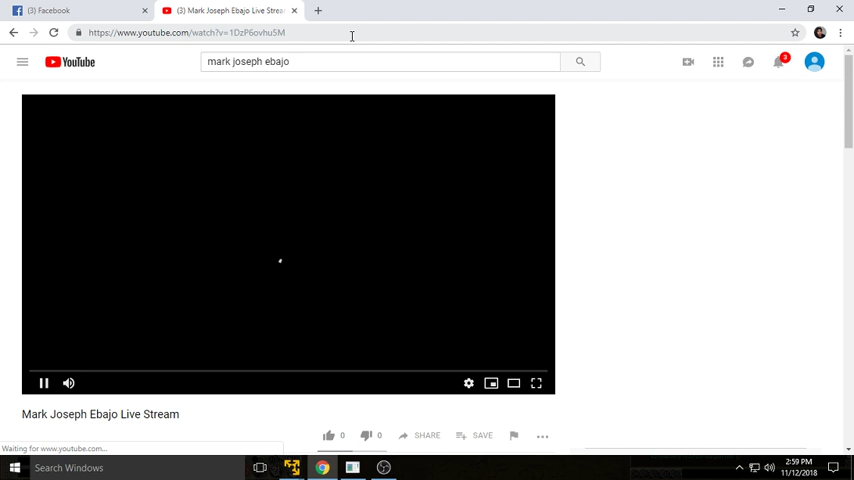 (3) Facebook
(3) Mark Joseph Ebajo Live Strea
https://www.youtube.com/watch?v=1DzP6ovhu5M
YouTube
mark joseph ebajo
3
Mark Joseph Ebajo Live Stream
0
0
SHARE
SAVE
Waiting for www.youtube.com...
Search Windows
2:59 PM
11/12/2018